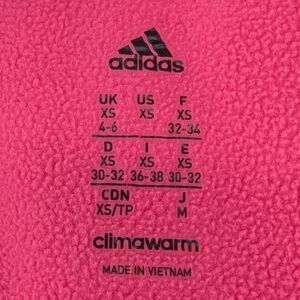 adidas
UK US F
XS XS XS
4-6 32-34
D I E
XS XS XS
30-32 36-38 30-32
CDN J
XS/TP M
climawarm
MADE IN VIETNAM